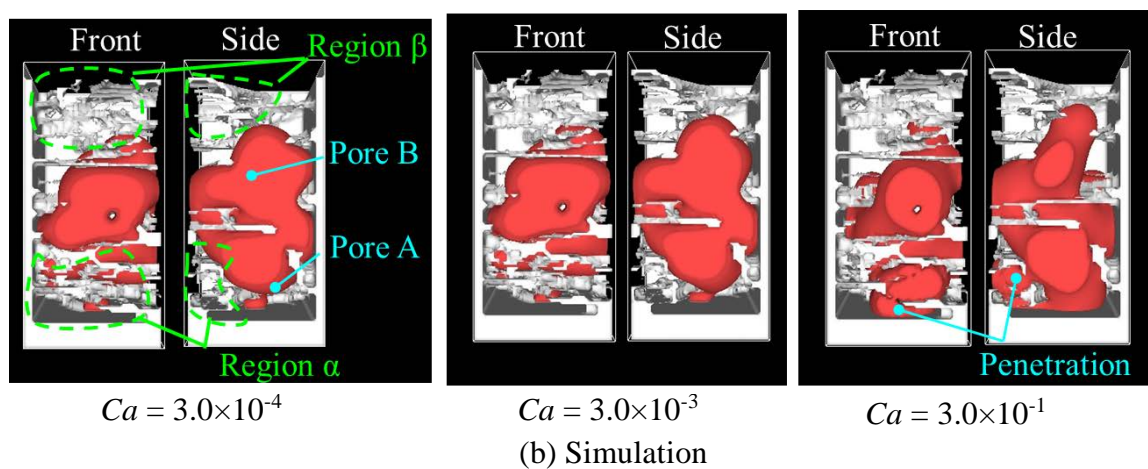 Front Side
Region β
Pore B
Pore A
Region α
Ca = 3.0×10⁻⁴
Front Side
Ca = 3.0×10⁻³
Front Side
Penetration
Ca = 3.0×10⁻¹
(b) Simulation